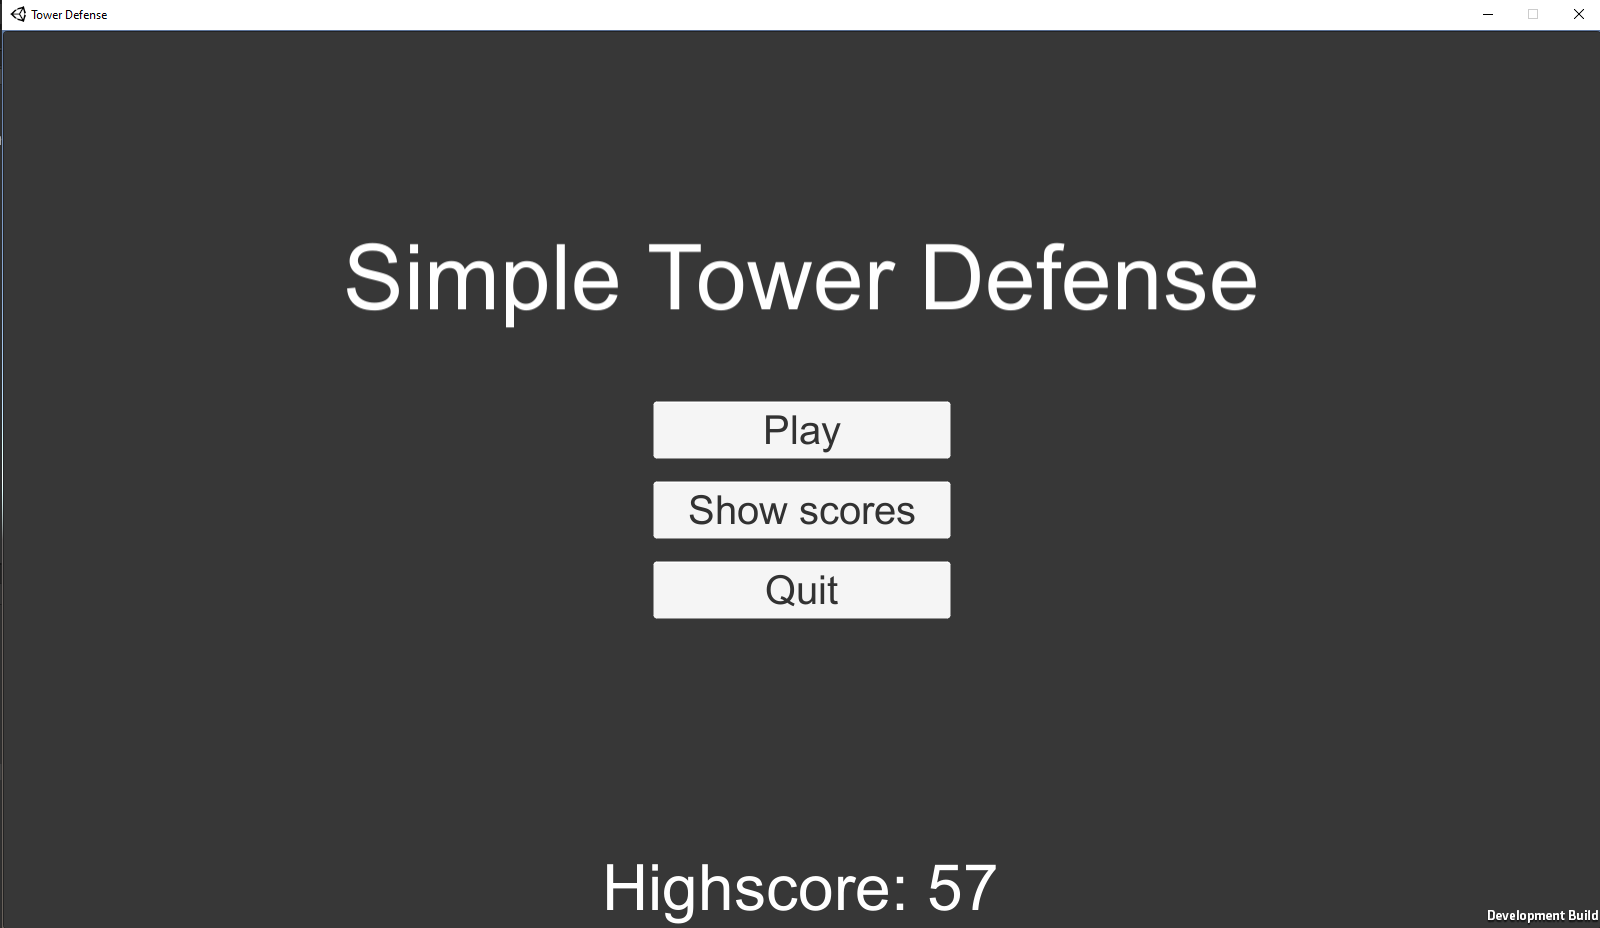 Tower Defense
Simple Tower Defense
Play
Show scores
Quit
Highscore: 57
Development Build